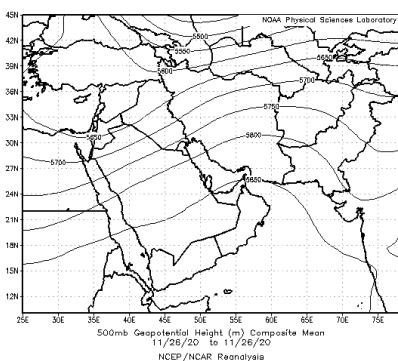 NOAA Physical Sciences Laboratory
45N
42N
39N
36N
33N
30N
27N
24N
21N
18N
15N
12N
5500
5550
5600
5650
5700
5750
5800
5650
5700
5850
25E 30E 35E 40E 45E 50E 55E 60E 65E 70E 75E
500mb Geopotential Height (m) Composite Mean
11/26/20 to 11/26/20
NCEP/NCAR Reanalysis